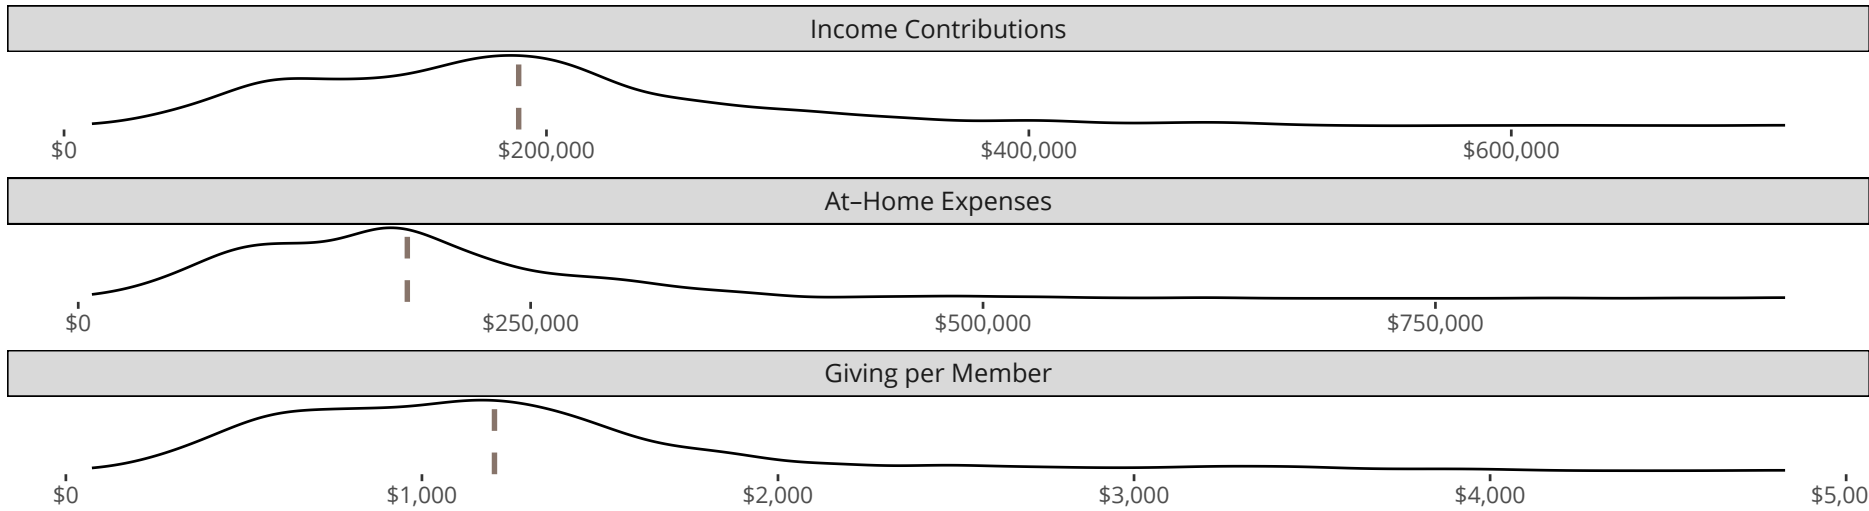 Income Contributions
$0 $200,000 $400,000 $600,000
At–Home Expenses
$0 $250,000 $500,000 $750,000
Giving per Member
$0 $1,000 $2,000 $3,000 $4,000 $5,00